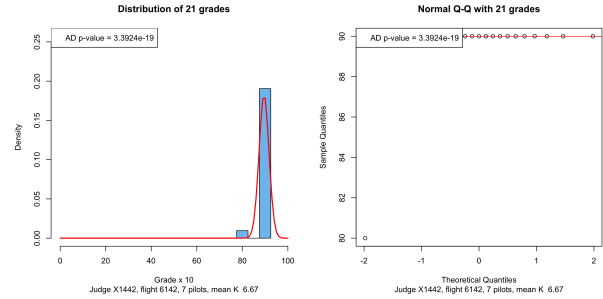 Distribution of 21 grades
AD p-value = 3.3924e-19
Density
0.00 0.05 0.10 0.15 0.20 0.25
0 20 40 60 80 100
Grade x 10
Judge X1442, flight 6142, 7 pilots, mean K  6.67
Normal Q-Q with 21 grades
AD p-value = 3.3924e-19
Sample Quantiles
80 82 84 86 88 90
-2 -1 0 1 2
Theoretical Quantiles
Judge X1442, flight 6142, 7 pilots, mean K  6.67